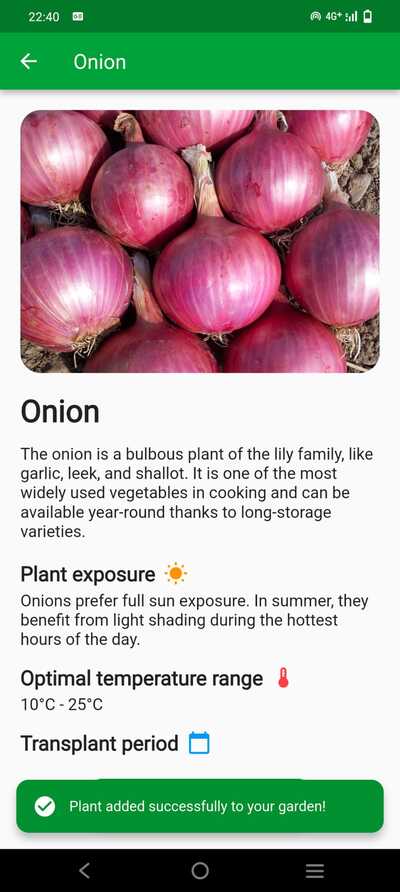 22:40
4G+
Onion
Onion
The onion is a bulbous plant of the lily family, like
garlic, leek, and shallot. It is one of the most
widely used vegetables in cooking and can be
available year-round thanks to long-storage
varieties.
Plant exposure
Onions prefer full sun exposure. In summer, they
benefit from light shading during the hottest
hours of the day.
Optimal temperature range
10°C - 25°C
Transplant period
Plant added successfully to your garden!